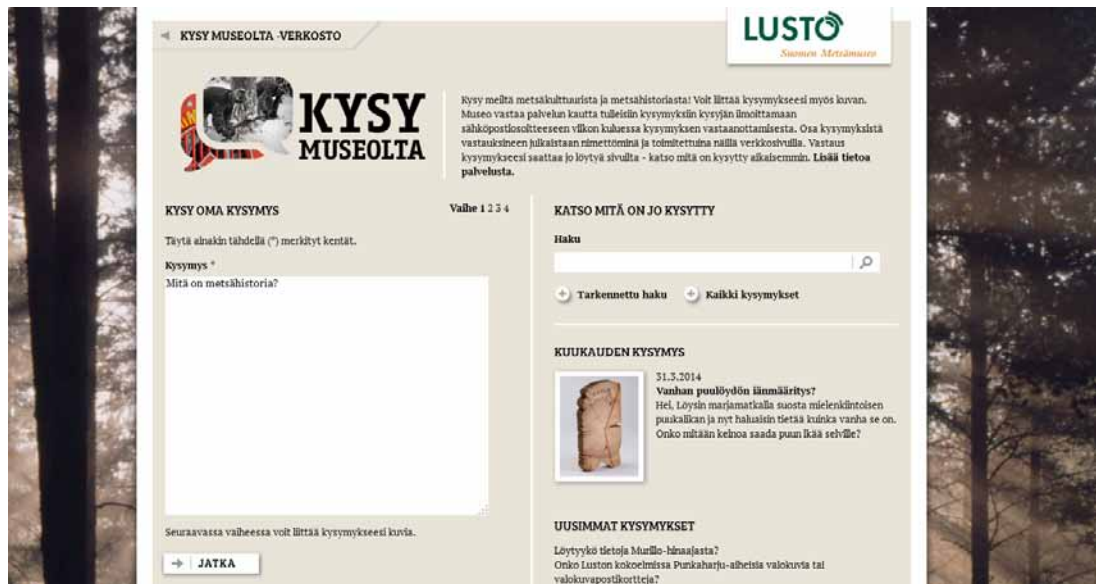 KYSY MUSEOLTA -VERKOSTO
LUSTO
Suomen Metsämuseo
KYSY
MUSEOLTA
Kysy meiltä metsäkulttuurista ja metsähistoriasta! Voit liittää kysymykseesi myös kuvan.
Museo vastaa palvelun kautta tulleisiin kysymyksiin kysyjän ilmoittamaan
sähköpostiosoitteeseen viikon kuluessa kysymyksen vastaanottamisesta. Osa kysymyksistä
vastauksineen julkaistaan nimettöminä ja toimitettuina näillä verkkosivuilla. Vastaus
kysymykseesi saattaa jo löytyä sivuilta - katso mitä on kysytty aikaisemmin. Lisää tietoa
palvelusta.
KYSY OMA KYSYMYS
Vaihe 1 2 3 4
Täytä ainakin tähdellä (*) merkityt kentät.
Kysymys *
Mitä on metsähistoria?
Seuraavassa vaiheessa voit liittää kysymykseesi kuvia.
JATKA
KATSO MITÄ ON JO KYSYTTY
Haku
Tarkennettu haku
Kaikki kysymykset
KUUKAUDEN KYSYMYS
31.3.2014
Vanhan puulöydön iänmääritys?
Hei, Löysin marjamatkalla suosta mielenkiintoisen
puukalikan ja nyt haluaisin tietää kuinka vanha se on.
Onko mitään keinoa saada puun ikää selville?
UUSIMMAT KYSYMYKSET
Löytyykö tietoja Murillo-hinaajasta?
Onko Luston kokoelmissa Punkaharju-aiheisia valokuvia tai
valokuvapostikortteja?